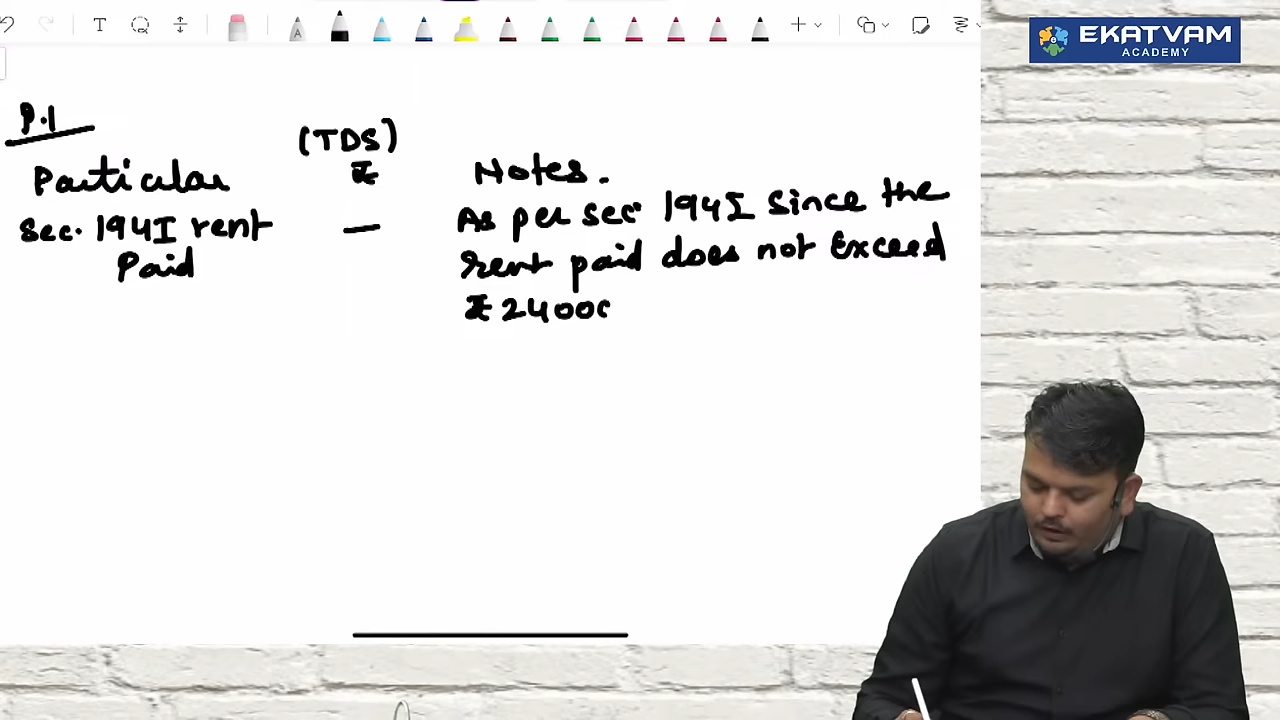 EKATVAM
ACADEMY
P.1
(TDS)
Particular ₹ Notes.
Sec. 194I rent — As per sec. 194I Since the
Paid rent paid does not Exceed
₹ 24000